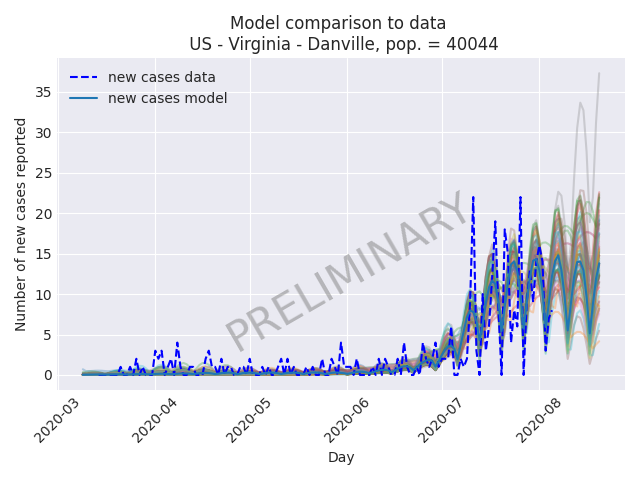 Model comparison to data
US - Virginia - Danville, pop. = 40044
new cases data
new cases model
PRELIMINARY
Number of new cases reported
35
30
25
20
15
10
5
0
2020-03
2020-04
2020-05
2020-06
2020-07
2020-08
Day